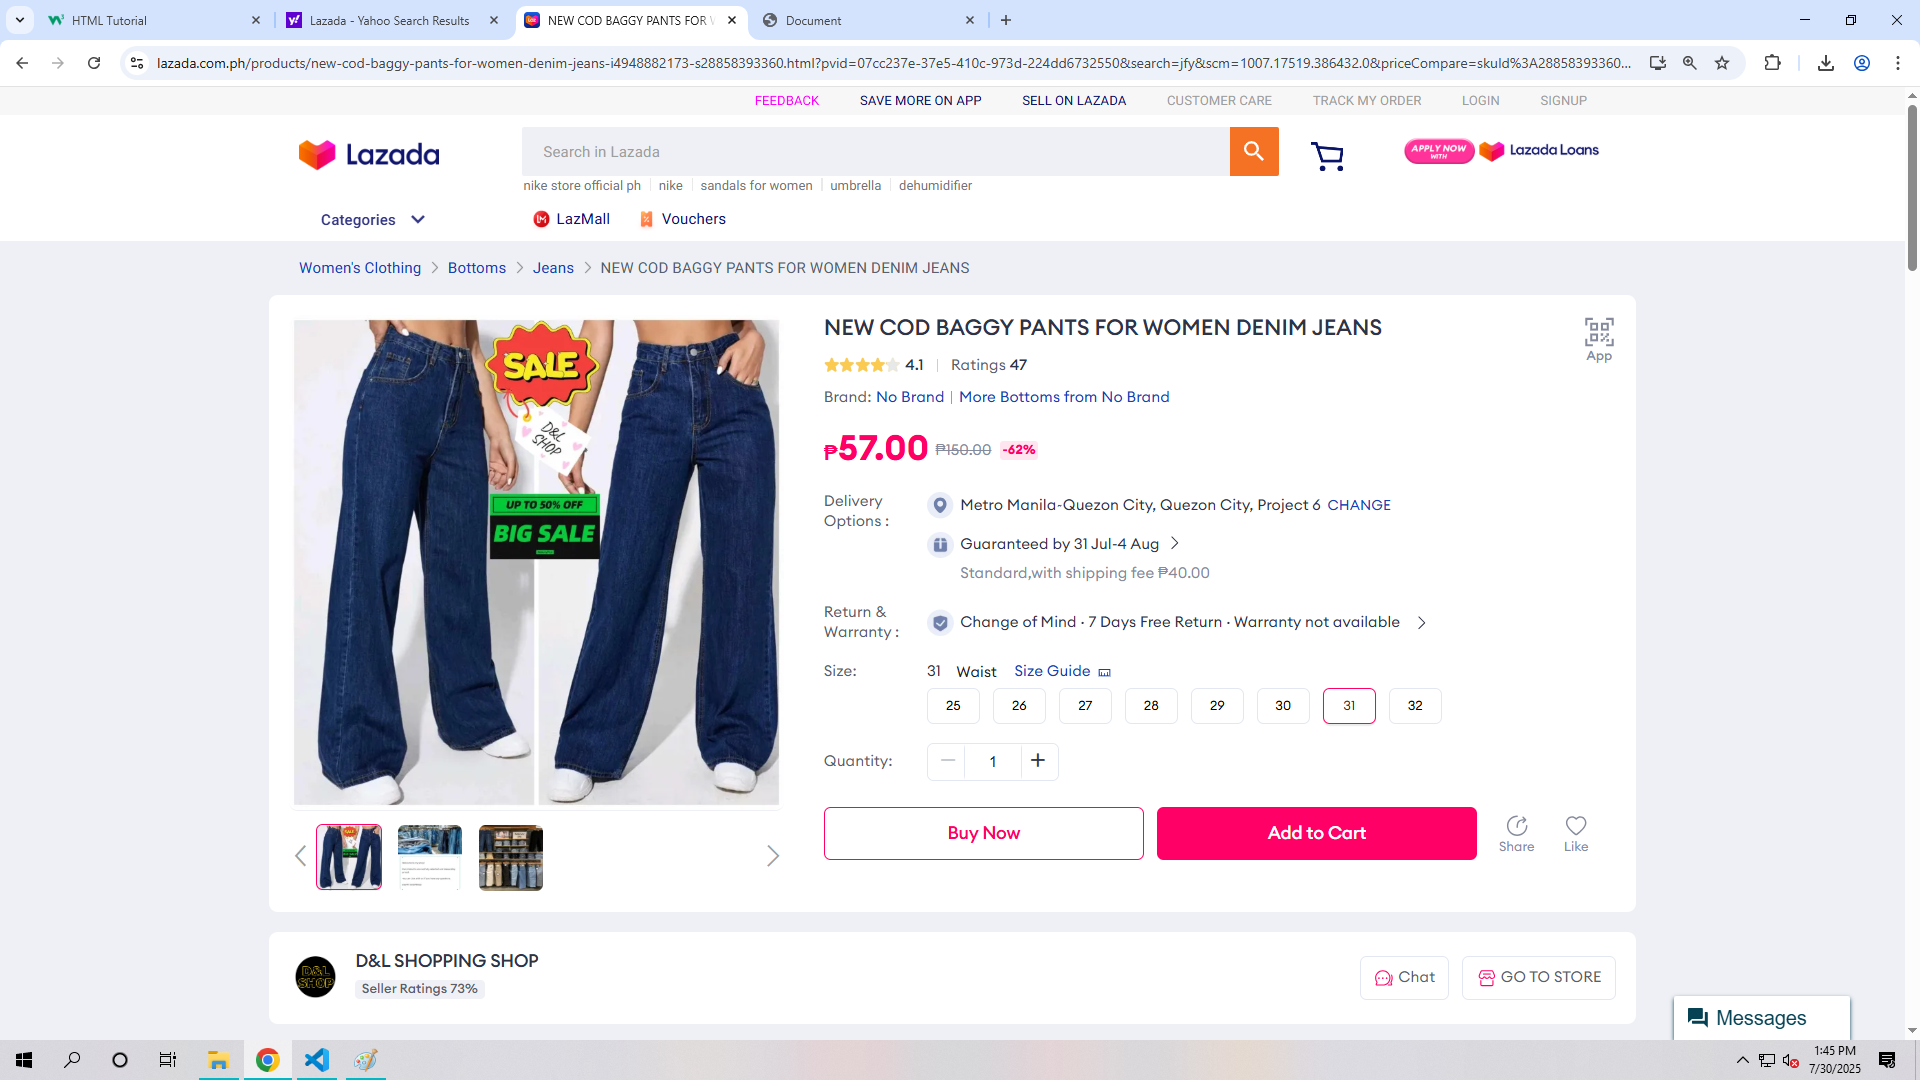 HTML Tutorial
Lazada - Yahoo Search Results
NEW COD BAGGY PANTS FOR W
Document
lazada.com.ph/products/new-cod-baggy-pants-for-women-denim-jeans-i4948882173-s28858393360.html?pvid=07cc237e-37e5-410c-973d-224dd6732550&search=jfy&scm=1007.17519.386432.0&priceCompare=skuId%3A28858393360...
FEEDBACK SAVE MORE ON APP SELL ON LAZADA CUSTOMER CARE TRACK MY ORDER LOGIN SIGNUP
Lazada
Search in Lazada
APPLY NOW
WITH
Lazada Loans
nike store official ph nike sandals for women umbrella dehumidifier
Categories LazMall Vouchers
Women's Clothing Bottoms Jeans NEW COD BAGGY PANTS FOR WOMEN DENIM JEANS
SALE
D&L
SHOP
UP TO 50% OFF
BIG SALE
NEW COD BAGGY PANTS FOR WOMEN DENIM JEANS
App
4.1 Ratings 47
Brand: No Brand | More Bottoms from No Brand
₱57.00 ₱150.00 -62%
Delivery
Options :
Metro Manila-Quezon City, Quezon City, Project 6 CHANGE
Guaranteed by 31 Jul-4 Aug
Standard,with shipping fee ₱40.00
Return &
Warranty :
Change of Mind · 7 Days Free Return · Warranty not available
Size: 31 Waist Size Guide
25 26 27 28 29 30 31 32
Quantity: 1
Buy Now
Add to Cart
Share
Like
D&L SHOPPING SHOP
Seller Ratings 73%
D&L
SHOP
Chat
GO TO STORE
Messages
1:45 PM
7/30/2025